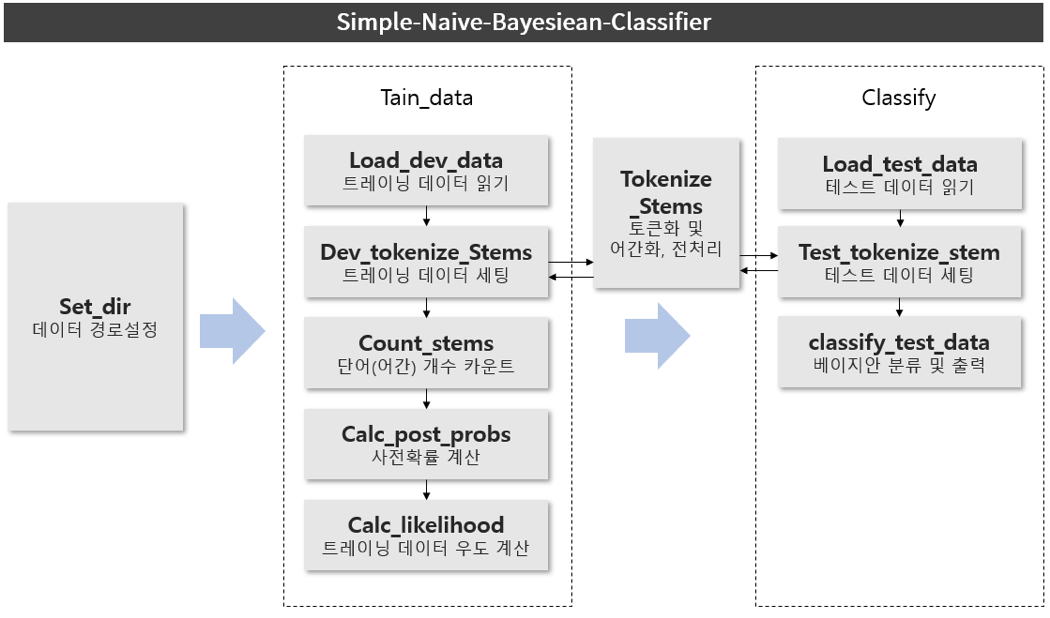 Simple-Naive-Bayesiean-Classifier
Set_dir
데이터 경로설정
Tain_data
Load_dev_data
트레이닝 데이터 읽기
Dev_tokenize_Stems
트레이닝 데이터 세팅
Count_stems
단어(어간) 개수 카운트
Calc_post_probs
사전확률 계산
Calc_likelihood
트레이닝 데이터 우도 계산
Tokenize
_Stems
토큰화 및
어간화, 전처리
Classify
Load_test_data
테스트 데이터 읽기
Test_tokenize_stem
테스트 데이터 세팅
classify_test_data
베이지안 분류 및 출력